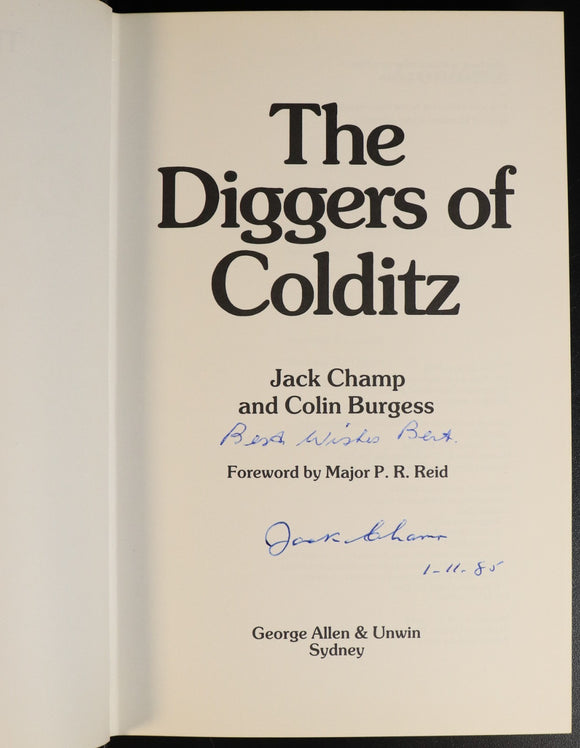 The
Diggers of
Colditz
Jack Champ
and Colin Burgess
Best Wishes Bert.
Foreword by Major P. R. Reid
Jack Champ
1-11-85
George Allen & Unwin
Sydney